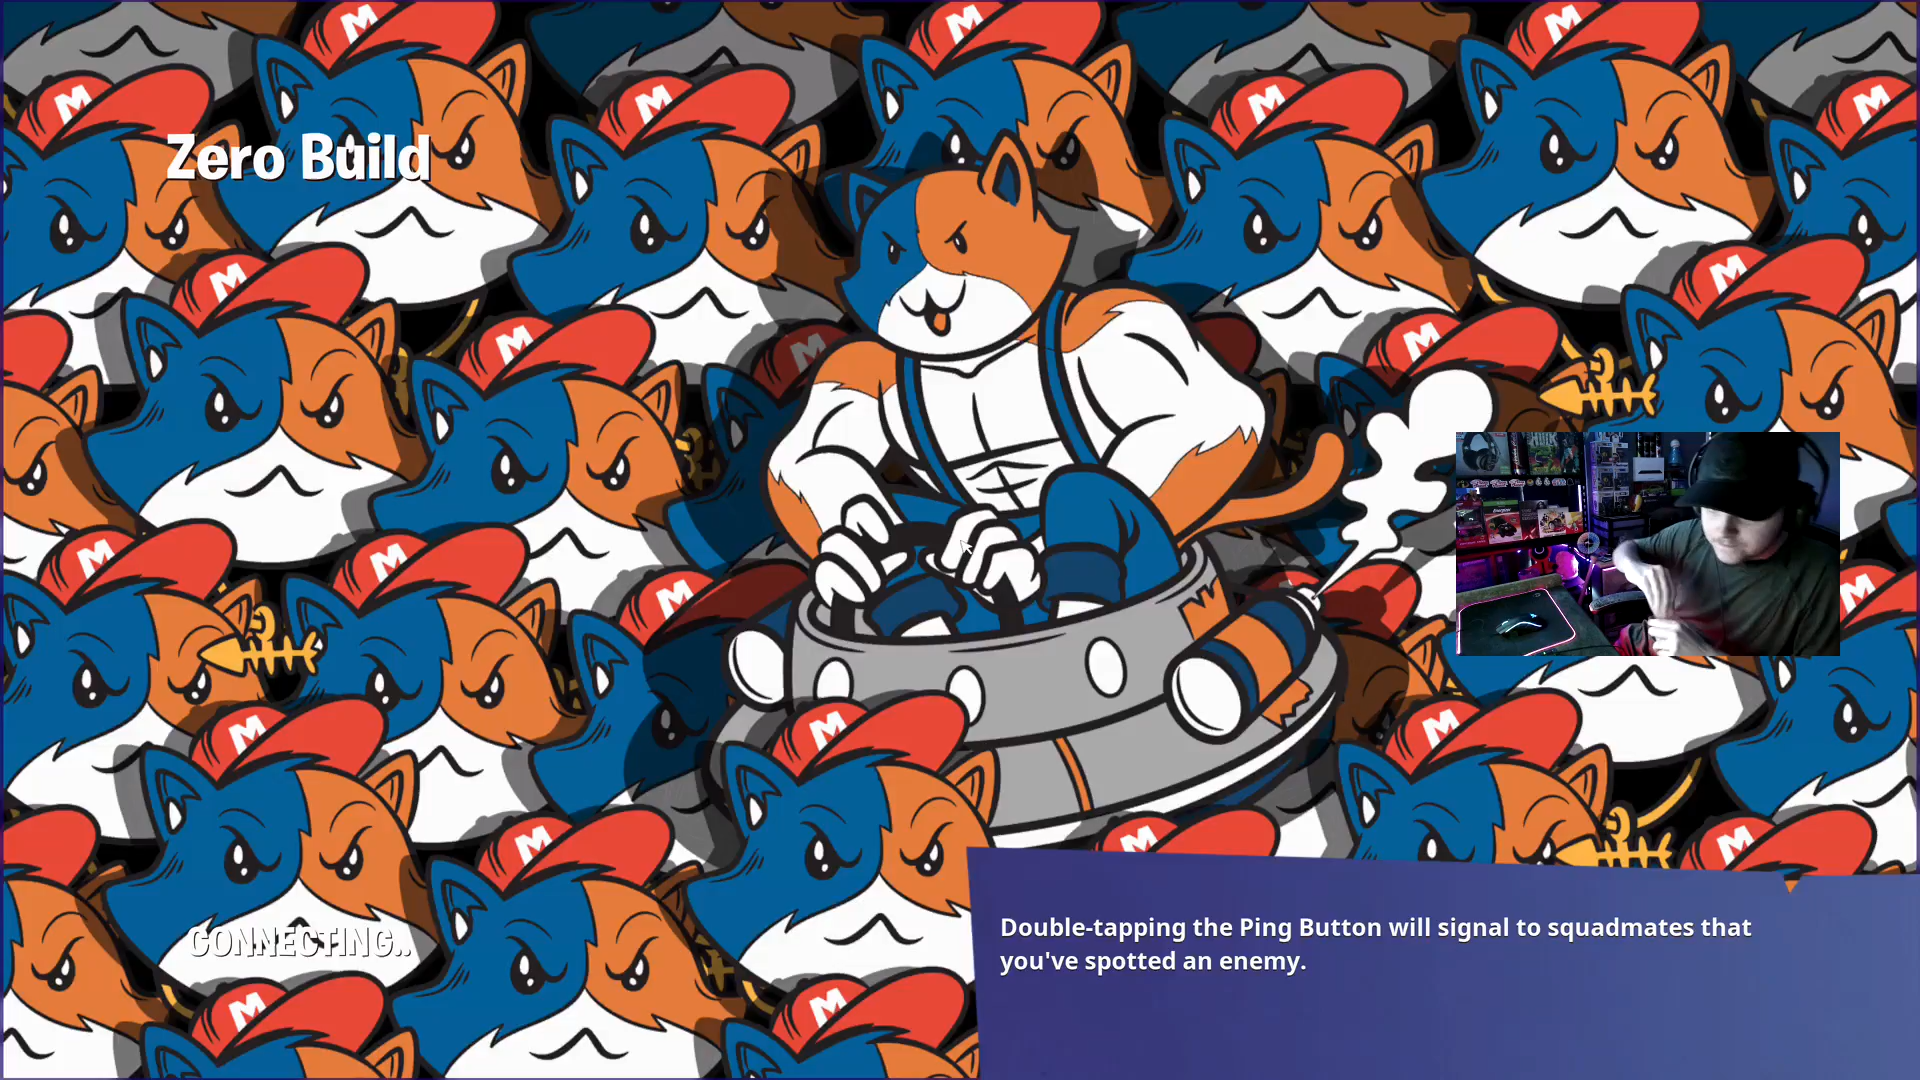 Zero Build
CONNECTING..
Double-tapping the Ping Button will signal to squadmates that
you've spotted an enemy.